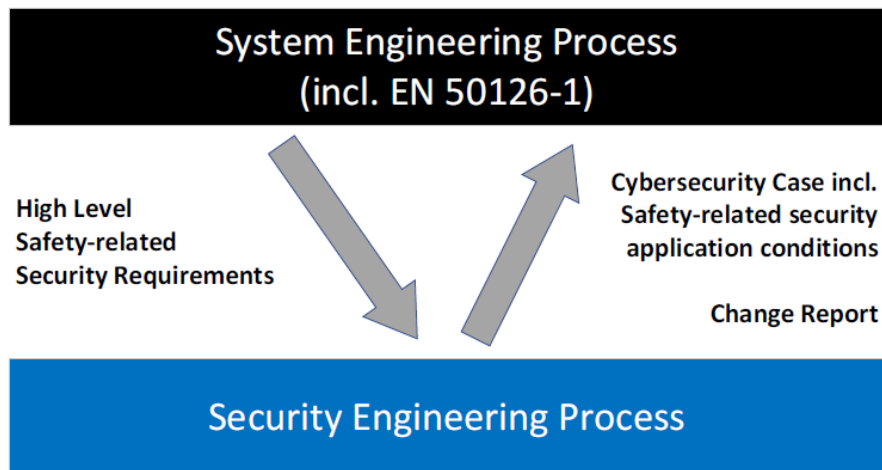 System Engineering Process
(incl. EN 50126-1)
High Level
Safety-related
Security Requirements
Cybersecurity Case incl.
Safety-related security
application conditions
Change Report
Security Engineering Process